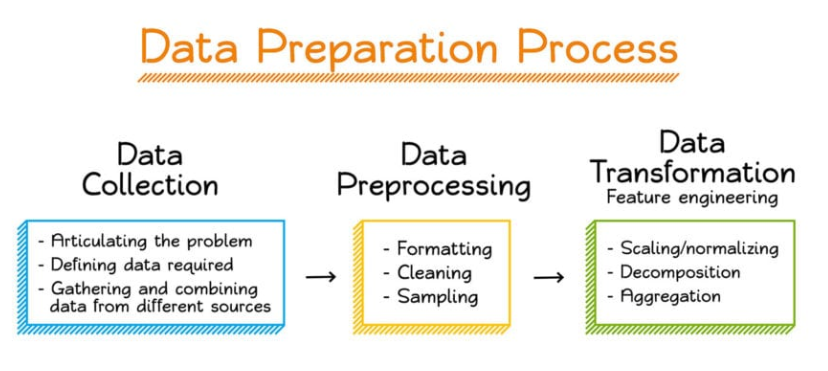 Data Preparation Process
Data
Collection
- Articulating the problem
- Defining data required
- Gathering and combining
data from different sources
Data
Preprocessing
- Formatting
- Cleaning
- Sampling
Data
Transformation
Feature engineering
- Scaling/normalizing
- Decomposition
- Aggregation